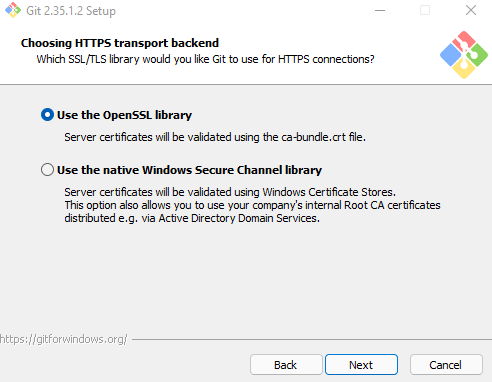 Git 2.35.1.2 Setup
Choosing HTTPS transport backend
Which SSL/TLS library would you like Git to use for HTTPS connections?
Use the OpenSSL library
Server certificates will be validated using the ca-bundle.crt file.
Use the native Windows Secure Channel library
Server certificates will be validated using Windows Certificate Stores.
This option also allows you to use your company's internal Root CA certificates
distributed e.g. via Active Directory Domain Services.
https://gitforwindows.org/
Back
Next
Cancel